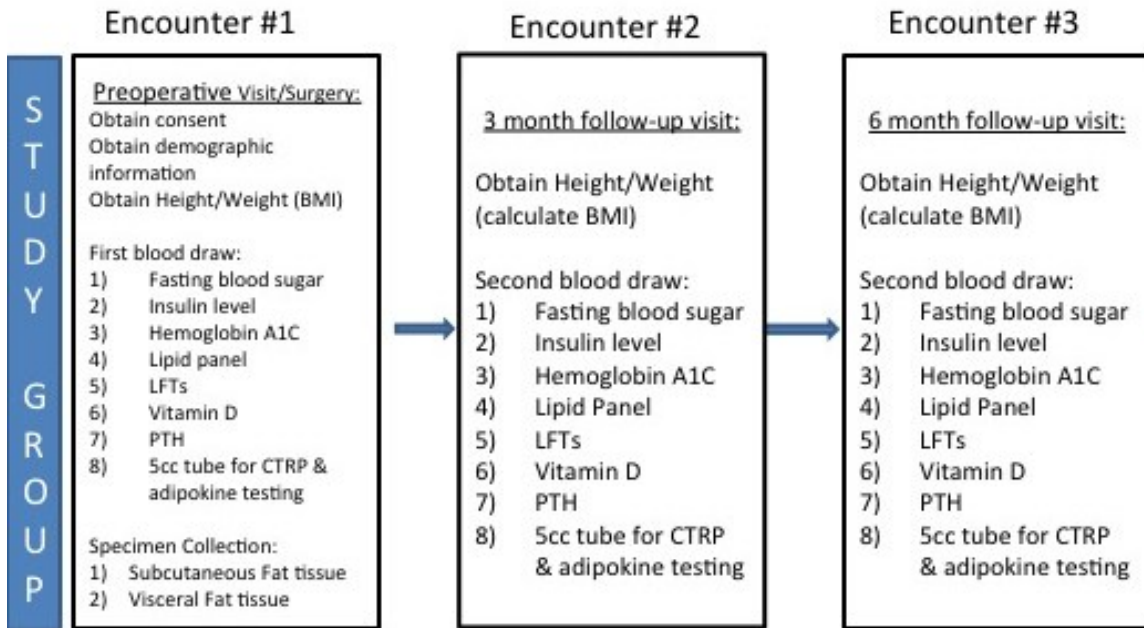 STUDY GROUP
Encounter #1
Preoperative Visit/Surgery:
Obtain consent
Obtain demographic
information
Obtain Height/Weight (BMI)
First blood draw:
1) Fasting blood sugar
2) Insulin level
3) Hemoglobin A1C
4) Lipid panel
5) LFTs
6) Vitamin D
7) PTH
8) 5cc tube for CTRP &
adipokine testing
Specimen Collection:
1) Subcutaneous Fat tissue
2) Visceral Fat tissue
Encounter #2
3 month follow-up visit:
Obtain Height/Weight
(calculate BMI)
Second blood draw:
1) Fasting blood sugar
2) Insulin level
3) Hemoglobin A1C
4) Lipid Panel
5) LFTs
6) Vitamin D
7) PTH
8) 5cc tube for CTRP
& adipokine testing
Encounter #3
6 month follow-up visit:
Obtain Height/Weight
(calculate BMI)
Second blood draw:
1) Fasting blood sugar
2) Insulin level
3) Hemoglobin A1C
4) Lipid Panel
5) LFTs
6) Vitamin D
7) PTH
8) 5cc tube for CTRP
& adipokine testing